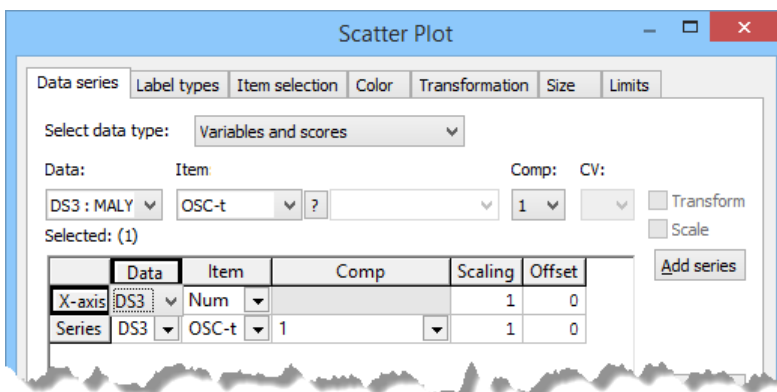 Scatter Plot
Data series Label types Item selection Color Transformation Size Limits
Select data type: Variables and scores
Data: Item: Comp: CV:
DS3 : MALY OSC-t ? 1 Transform
Scale
Selected: (1)
Add series
Data Item Comp Scaling Offset
X-axis DS3 Num 1 0
Series DS3 OSC-t 1 1 0